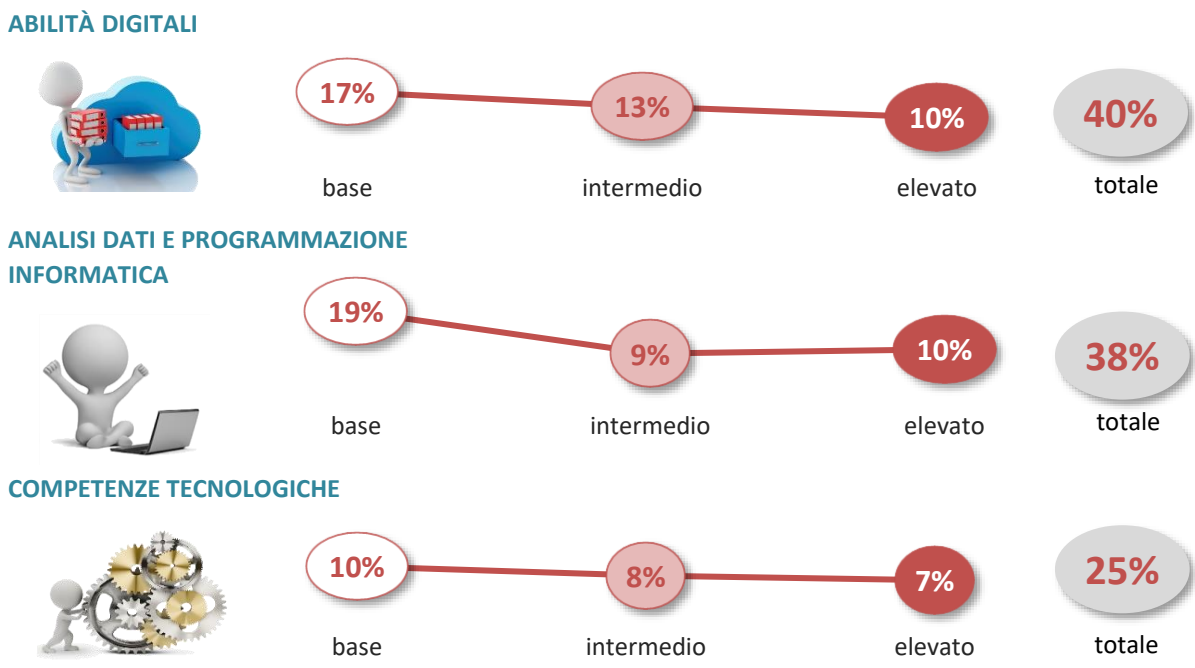 ABILITÀ DIGITALI
17% 13% 10% 40%
base intermedio elevato totale
ANALISI DATI E PROGRAMMAZIONE
INFORMATICA
19% 9% 10% 38%
base intermedio elevato totale
COMPETENZE TECNOLOGICHE
10% 8% 7% 25%
base intermedio elevato totale